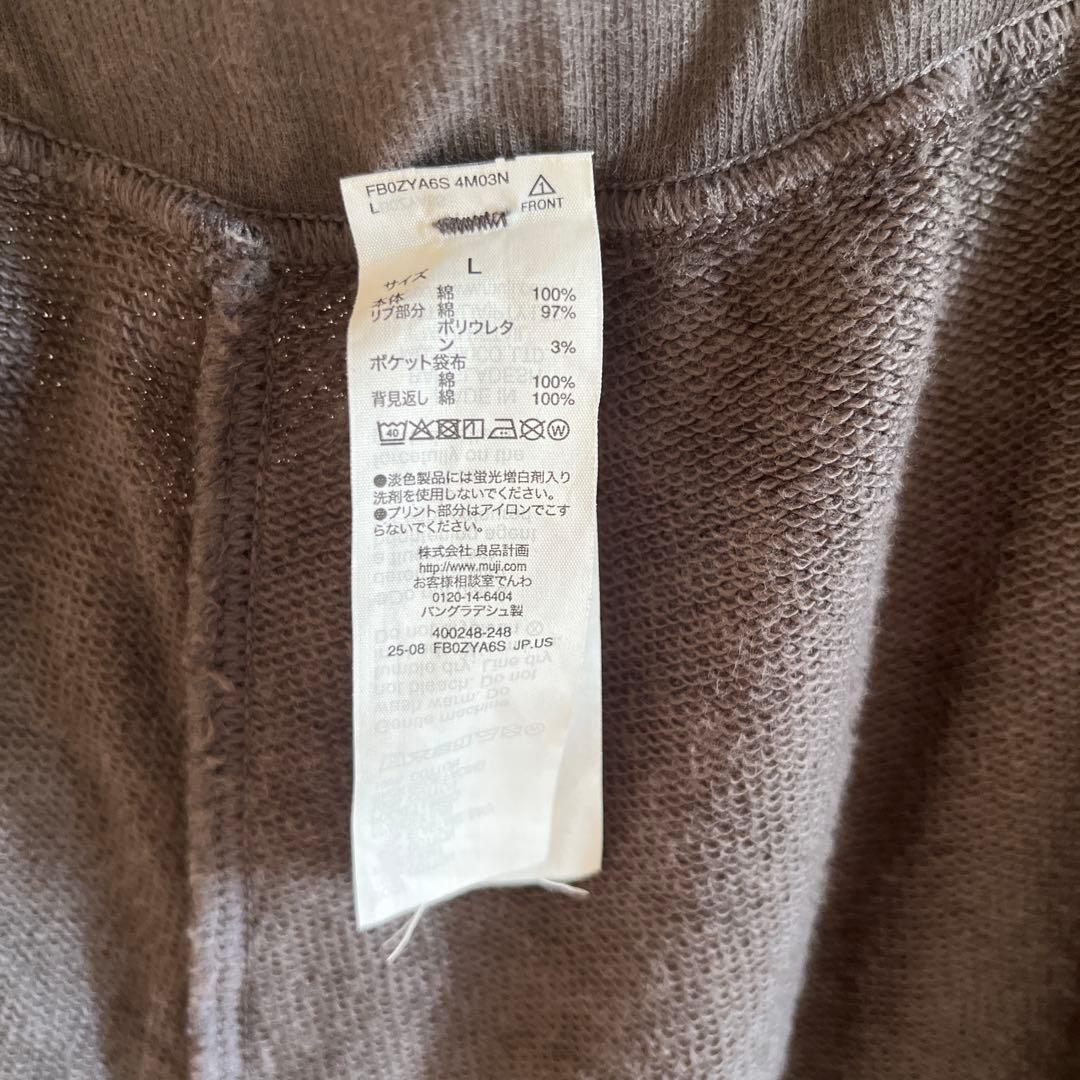 FB0ZYA6S 4M03N
L
1
FRONT
L
サイズ
本体 綿 100%
リブ部分 綿 97%
ポリウレタ
ン 3%
ポケット袋布
綿 100%
背見返し 綿 100%
40
●淡色製品には蛍光増白剤入り
洗剤を使用しないでください。
●プリント部分はアイロンでこす
らないでください。
株式会社 良品計画
http://www.muji.com
お客様相談室でんわ
0120-14-6404
バングラデシュ製
400248-248
25-08 FB0ZYA6S JP.US